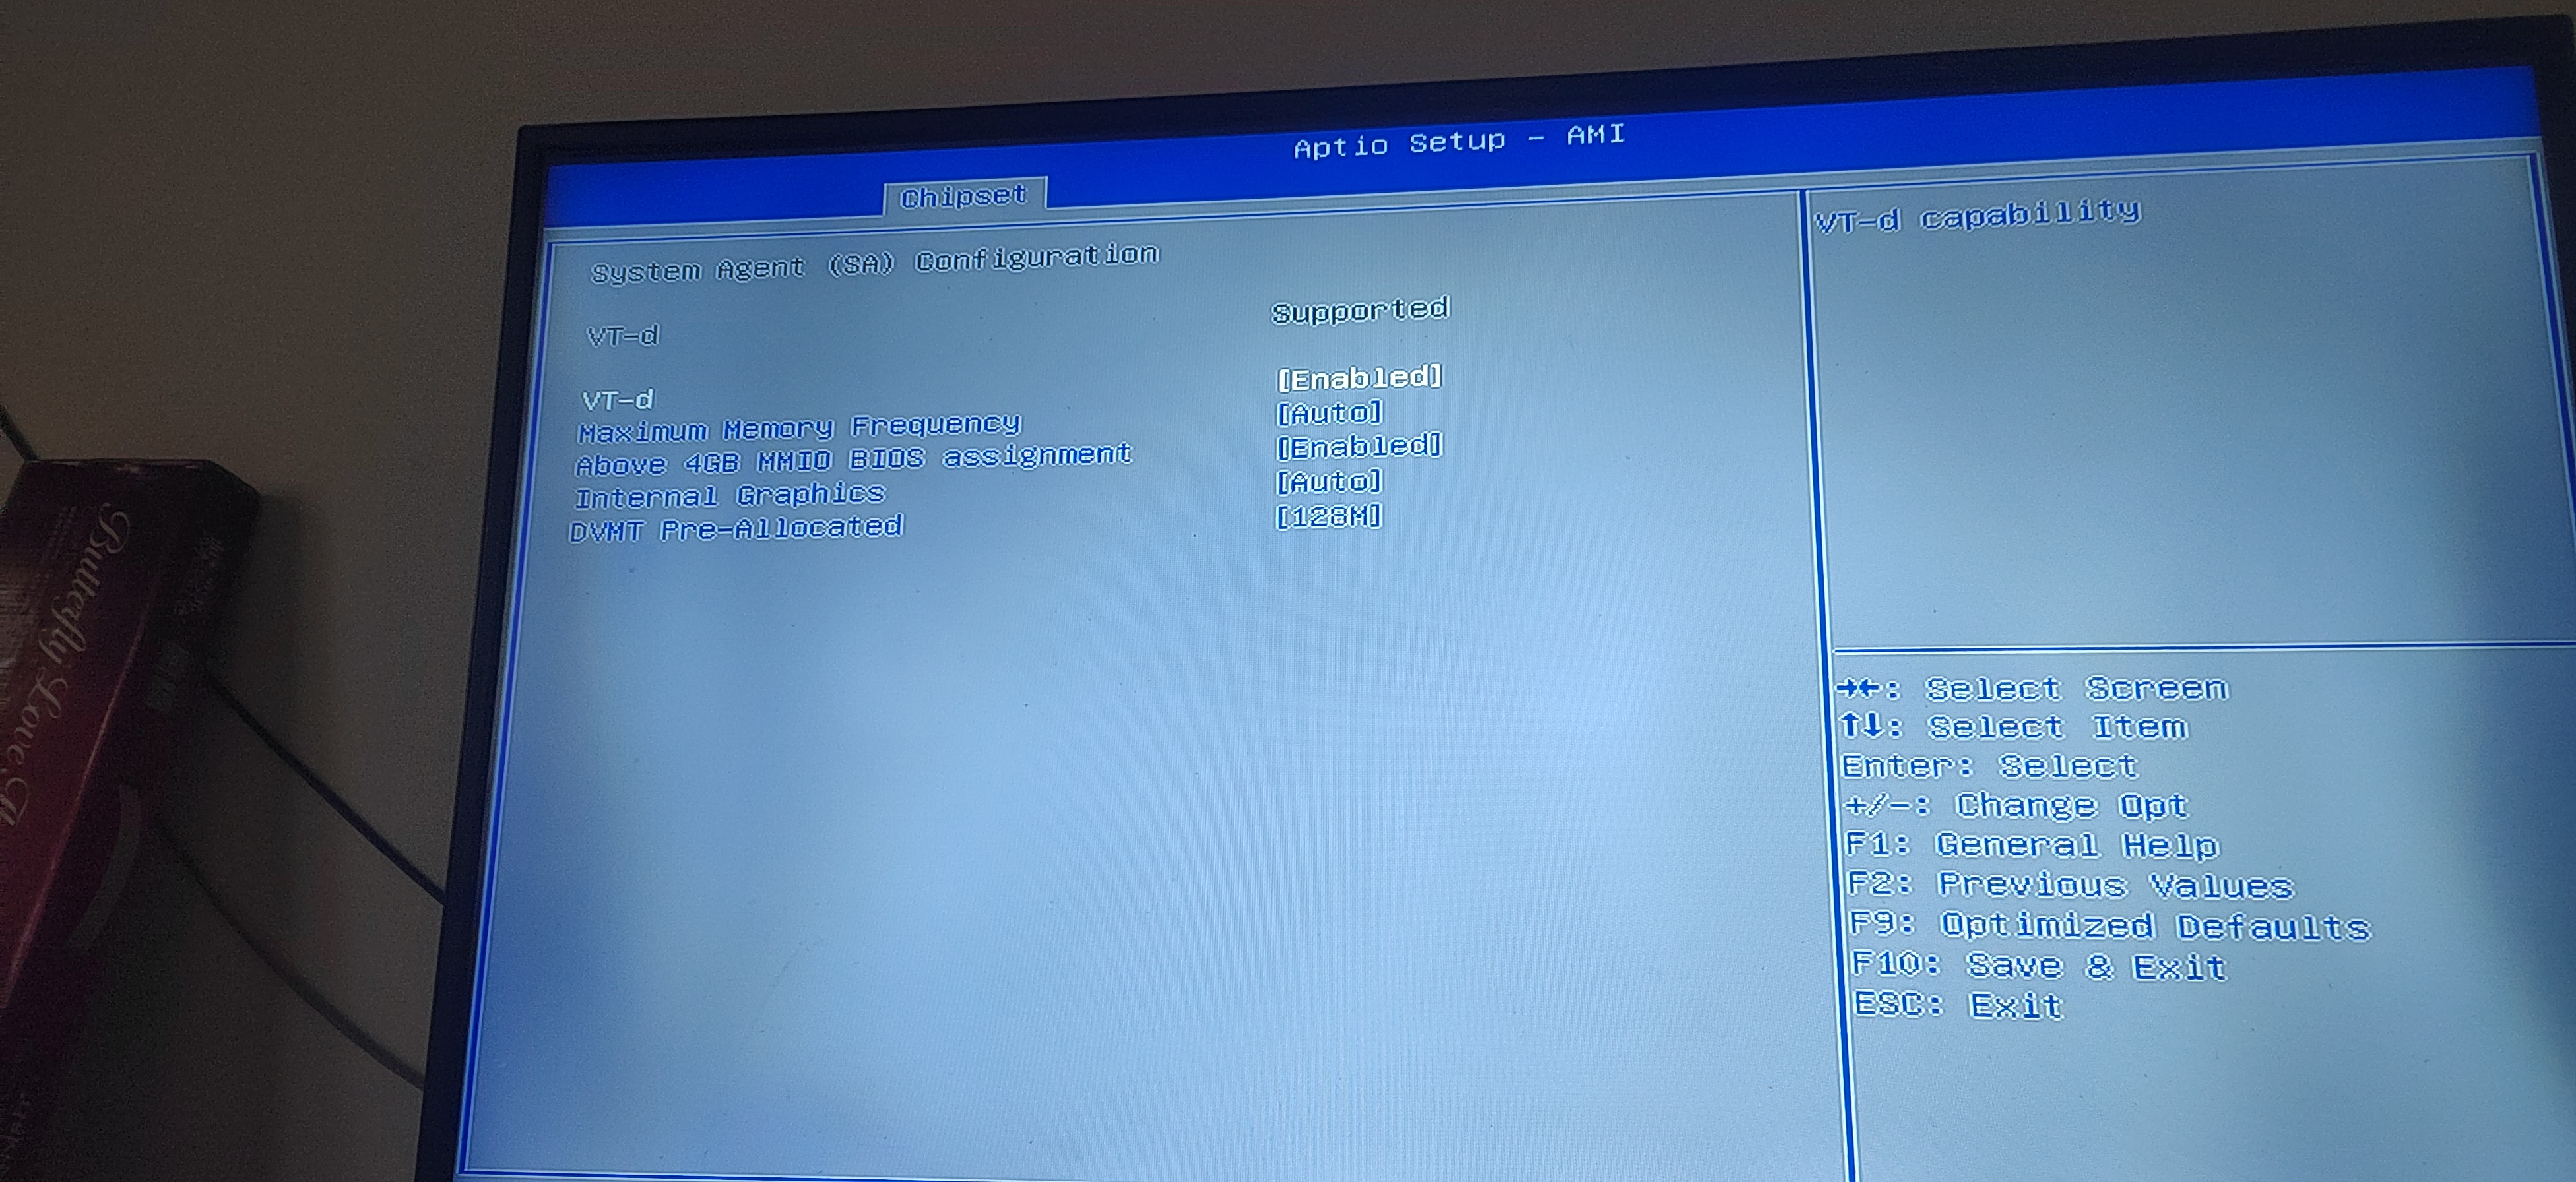 Aptio Setup - AMI
Chipset
System Agent (SA) Configuration
VT-d Supported
VT-d [Enabled]
Maximum Memory Frequency [Auto]
Above 4GB MMIO BIOS assignment [Enabled]
Internal Graphics [Auto]
DVMT Pre-Allocated [128M]
VT-d capability
→←: Select Screen
↑↓: Select Item
Enter: Select
+/-: Change Opt
F1: General Help
F2: Previous Values
F9: Optimized Defaults
F10: Save & Exit
ESC: Exit
Butterfly Love